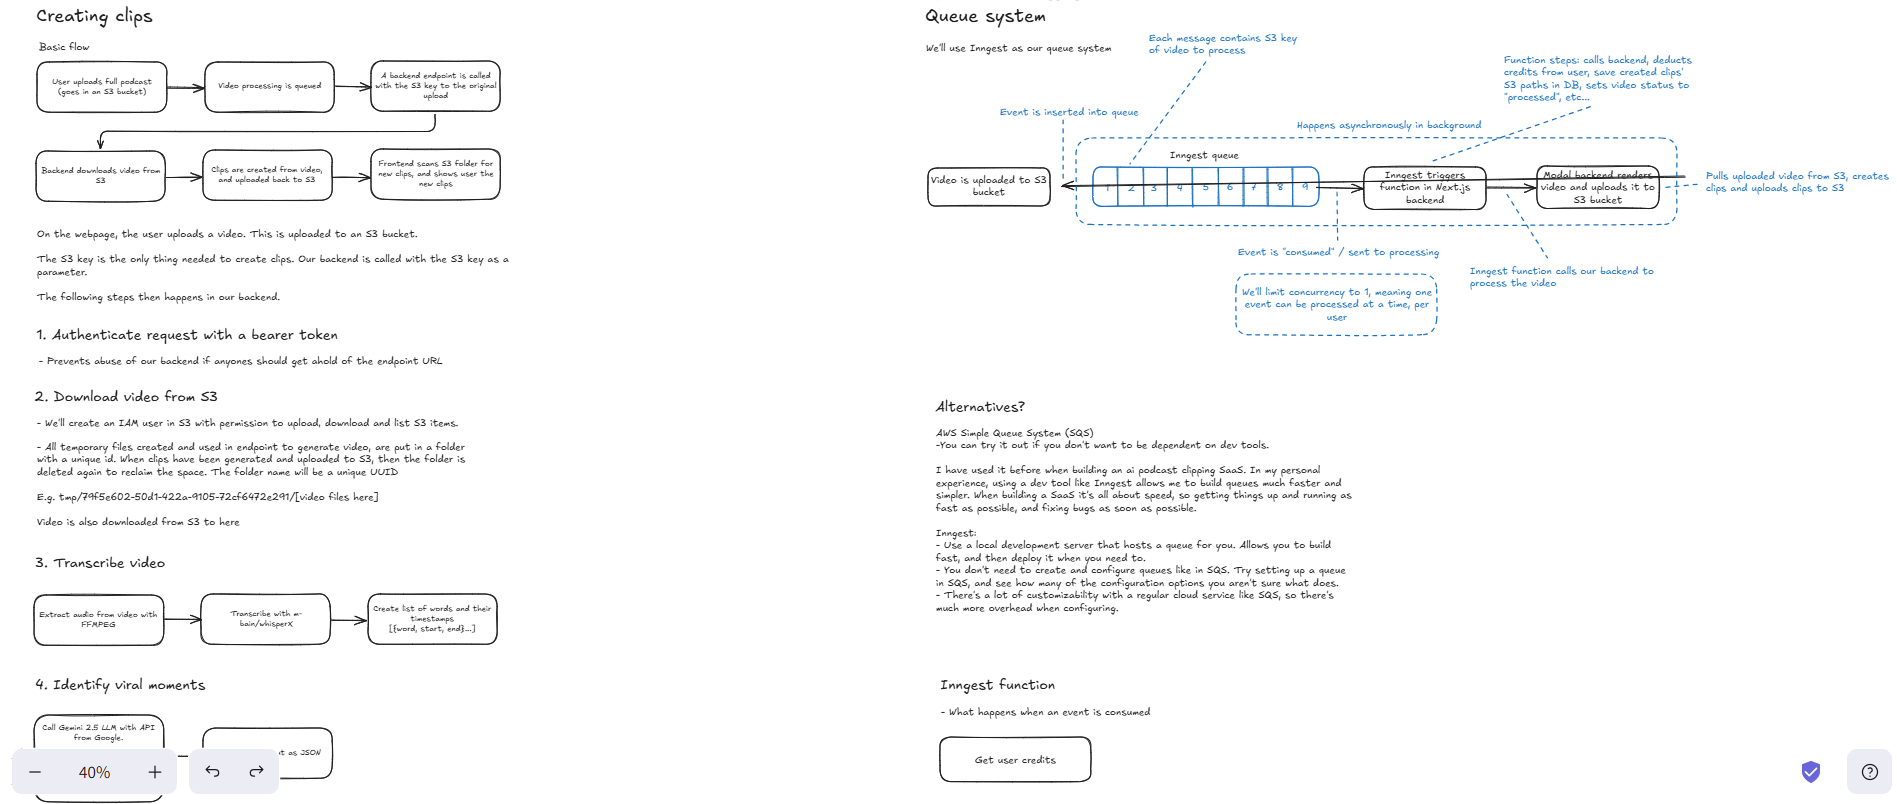 Creating clips
Basic flow
User uploads full podcast
(goes in an S3 bucket)
Video processing is queued
A backend endpoint is called
with the S3 key to the original
upload
Backend downloads video from
S3
Clips are created from video,
and uploaded back to S3
Frontend scans S3 folder for
new clips, and shows user the
new clips
On the webpage, the user uploads a video. This is uploaded to an S3 bucket.
The S3 key is the only thing needed to create clips. Our backend is called with the S3 key as a
parameter.
The following steps then happens in our backend.
1. Authenticate request with a bearer token
- Prevents abuse of our backend if anyones should get ahold of the endpoint URL
2. Download video from S3
- We'll create an IAM user in S3 with permission to upload, download and list S3 items.
- All temporary files created and used in endpoint to generate video, are put in a folder
with a unique id. When clips have been generated and uploaded to S3, then the folder is
deleted again to reclaim the space. The folder name will be a unique UUID
E.g. tmp/79f5e602-50d1-422a-9105-72cf6472e291/[video files here]
Video is also downloaded from S3 to here
3. Transcribe video
Extract audio from video with
FFMPEG
Transcribe with m-
bain/whisperX
Create list of words and their
timestamps
[{word, start, end}...]
4. Identify viral moments
Call Gemini 2.5 LLM with API
from Google.
as JSON
40%
Queue system
We'll use Inngest as our queue system
Each message contains S3 key
of video to process
Function steps: calls backend, deducts
credits from user, save created clips'
S3 paths in DB, sets video status to
"processed", etc...
Event is inserted into queue
Happens asynchronously in background
Inngest queue
Video is uploaded to S3
bucket
1 2 3 4 5 6 7 8 9
Inngest triggers
function in Next.js
backend
Modal backend renders
video and uploads it to
S3 bucket
Pulls uploaded video from S3, creates
clips and uploads clips to S3
Event is "consumed" / sent to processing
Inngest function calls our backend to
process the video
We'll limit concurrency to 1, meaning one
event can be processed at a time, per
user
Alternatives?
AWS Simple Queue System (SQS)
-You can try it out if you don't want to be dependent on dev tools.
I have used it before when building an ai podcast clipping SaaS. In my personal
experience, using a dev tool like Inngest allows me to build queues much faster and
simpler. When building a SaaS it's all about speed, so getting things up and running as
fast as possible, and fixing bugs as soon as possible.
Inngest:
- Use a local development server that hosts a queue for you. Allows you to build
fast, and then deploy it when you need to.
- You don't need to create and configure queues like in SQS. Try setting up a queue
in SQS, and see how many of the configuration options you aren't sure what does.
- There's a lot of customizability with a regular cloud service like SQS, so there's
much more overhead when configuring.
Inngest function
- What happens when an event is consumed
Get user credits